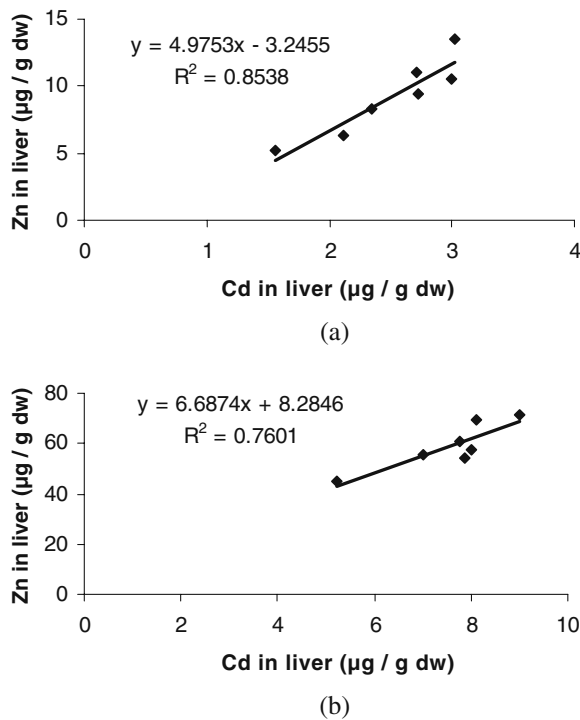 15
10
5
0
Zn in liver (µg / g dw)
y = 4.9753x - 3.2455
R² = 0.8538
0 1 2 3 4
Cd in liver (µg / g dw)
(a)
80
60
40
20
0
Zn in liver (µg / g dw)
y = 6.6874x + 8.2846
R² = 0.7601
0 2 4 6 8 10
Cd in liver (µg / g dw)
(b)